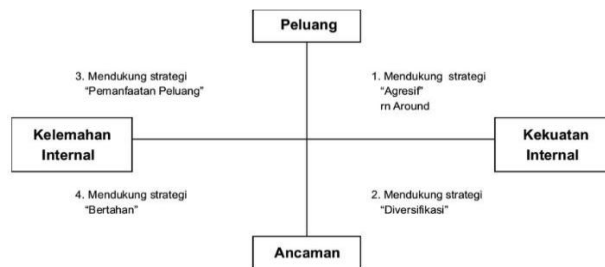 Peluang
3. Mendukung strategi
"Pemanfaatan Peluang"
1. Mendukung strategi
"Agresif"
rn Around
Kelemahan
Internal
Kekuatan
Internal
4. Mendukung strategi
"Bertahan"
2. Mendukung strategi
"Diversifikasi"
Ancaman